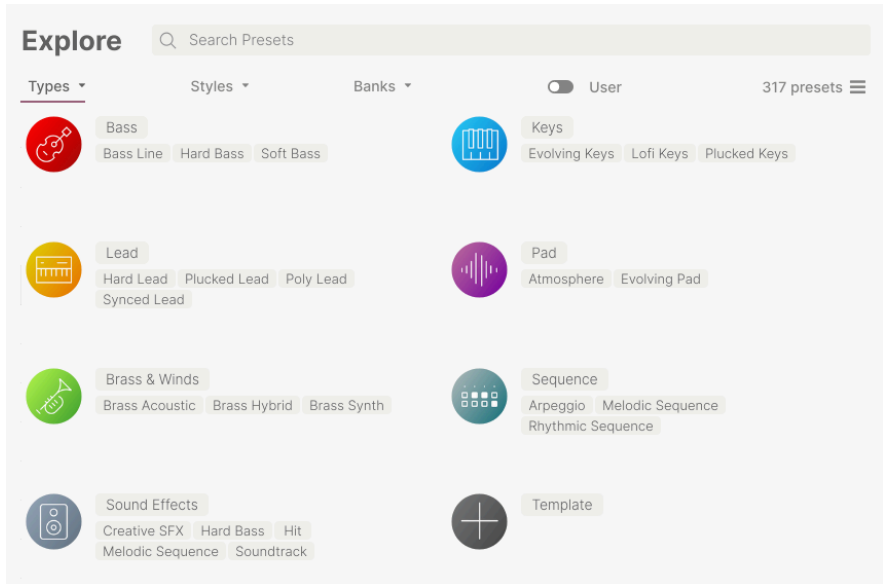 Explore
Search Presets
Types
Styles
Banks
User
317 presets
Bass
Bass Line Hard Bass Soft Bass
Keys
Evolving Keys Lofi Keys Plucked Keys
Lead
Hard Lead Plucked Lead Poly Lead
Synced Lead
Pad
Atmosphere Evolving Pad
Brass & Winds
Brass Acoustic Brass Hybrid Brass Synth
Sequence
Arpeggio Melodic Sequence
Rhythmic Sequence
Sound Effects
Creative SFX Hard Bass Hit
Melodic Sequence Soundtrack
Template